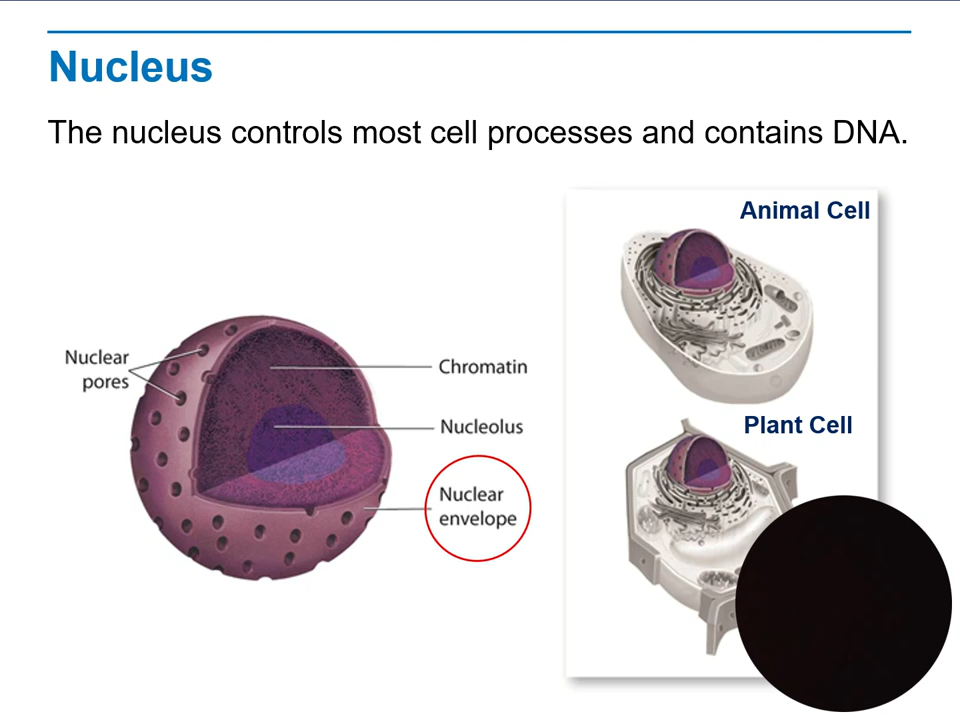 Nucleus
The nucleus controls most cell processes and contains DNA.
Animal Cell
Nuclear
pores
Chromatin
Nucleolus
Nuclear
envelope
Plant Cell